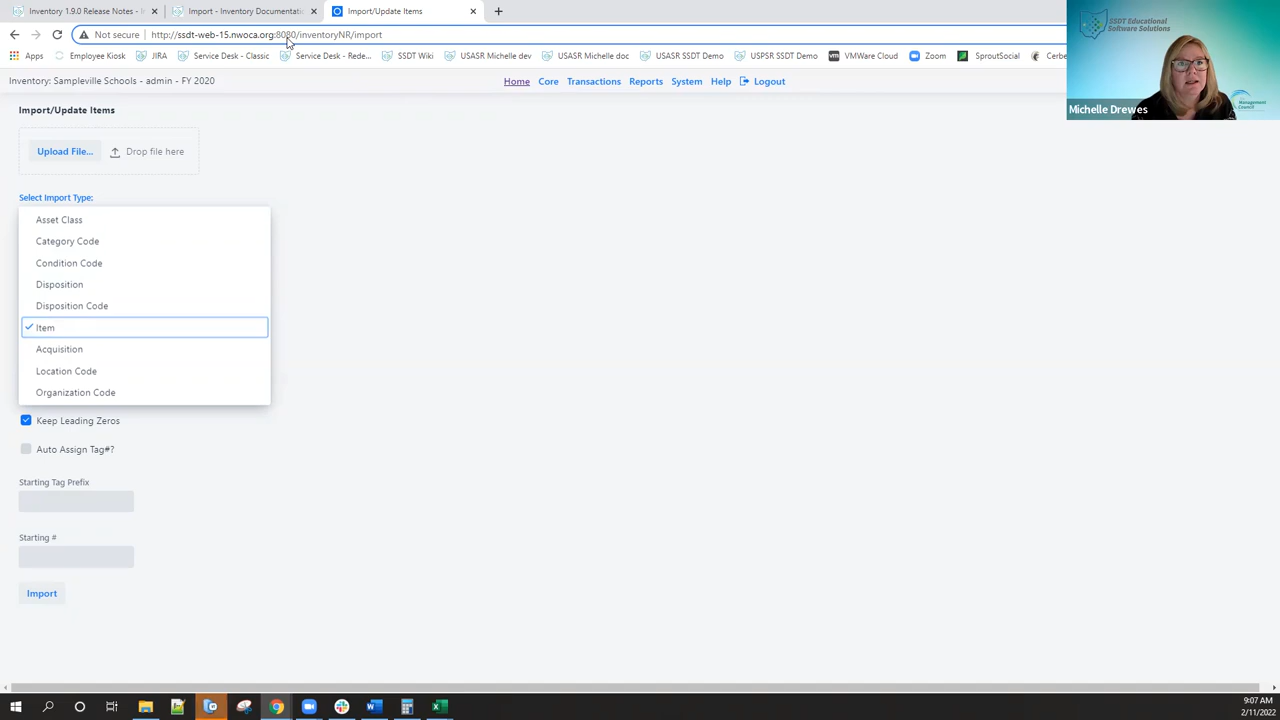 Inventory 1.9.0 Release Notes - I
Import - Inventory Documentatio
Import/Update Items
Not secure
http://ssdt-web-15.nwoca.org:8080/inventoryNR/import
Apps Employee Kiosk JIRA Service Desk - Classic Service Desk - Rede... SSDT Wiki USASR Michelle dev USASR Michelle doc USASR SSDT Demo USPSR SSDT Demo VMWare Cloud Zoom SproutSocial Cerbe
Inventory: Sampleville Schools - admin - FY 2020
Home Core Transactions Reports System Help Logout
Import/Update Items
Upload File... Drop file here
Select Import Type:
Asset Class
Category Code
Condition Code
Disposition
Disposition Code
Item
Acquisition
Location Code
Organization Code
Keep Leading Zeros
Auto Assign Tag#?
Starting Tag Prefix
Starting #
Import
SSDT Educational
Software Solutions
Management
Council
Michelle Drewes
9:07 AM
2/11/2022